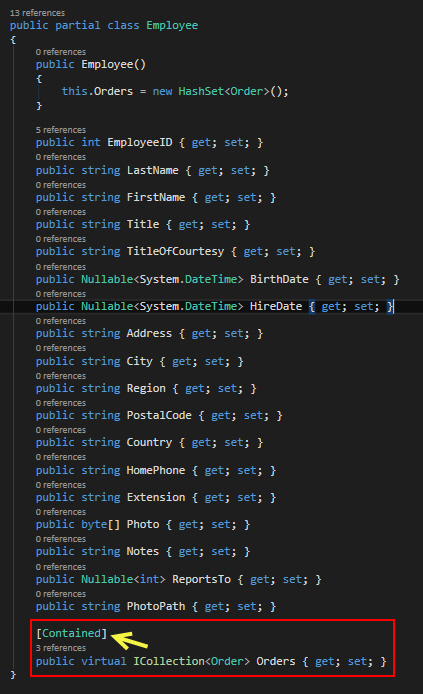 13 references
public partial class Employee
{
0 references
public Employee()
{
this.Orders = new HashSet<Order>();
}
5 references
public int EmployeeID { get; set; }
0 references
public string LastName { get; set; }
0 references
public string FirstName { get; set; }
0 references
public string Title { get; set; }
0 references
public string TitleOfCourtesy { get; set; }
0 references
public Nullable<System.DateTime> BirthDate { get; set; }
0 references
public Nullable<System.DateTime> HireDate { get; set; }
0 references
public string Address { get; set; }
0 references
public string City { get; set; }
0 references
public string Region { get; set; }
0 references
public string PostalCode { get; set; }
0 references
public string Country { get; set; }
0 references
public string HomePhone { get; set; }
0 references
public string Extension { get; set; }
0 references
public byte[] Photo { get; set; }
0 references
public string Notes { get; set; }
0 references
public Nullable<int> ReportsTo { get; set; }
0 references
public string PhotoPath { get; set; }
[Contained]
3 references
public virtual ICollection<Order> Orders { get; set; }
}